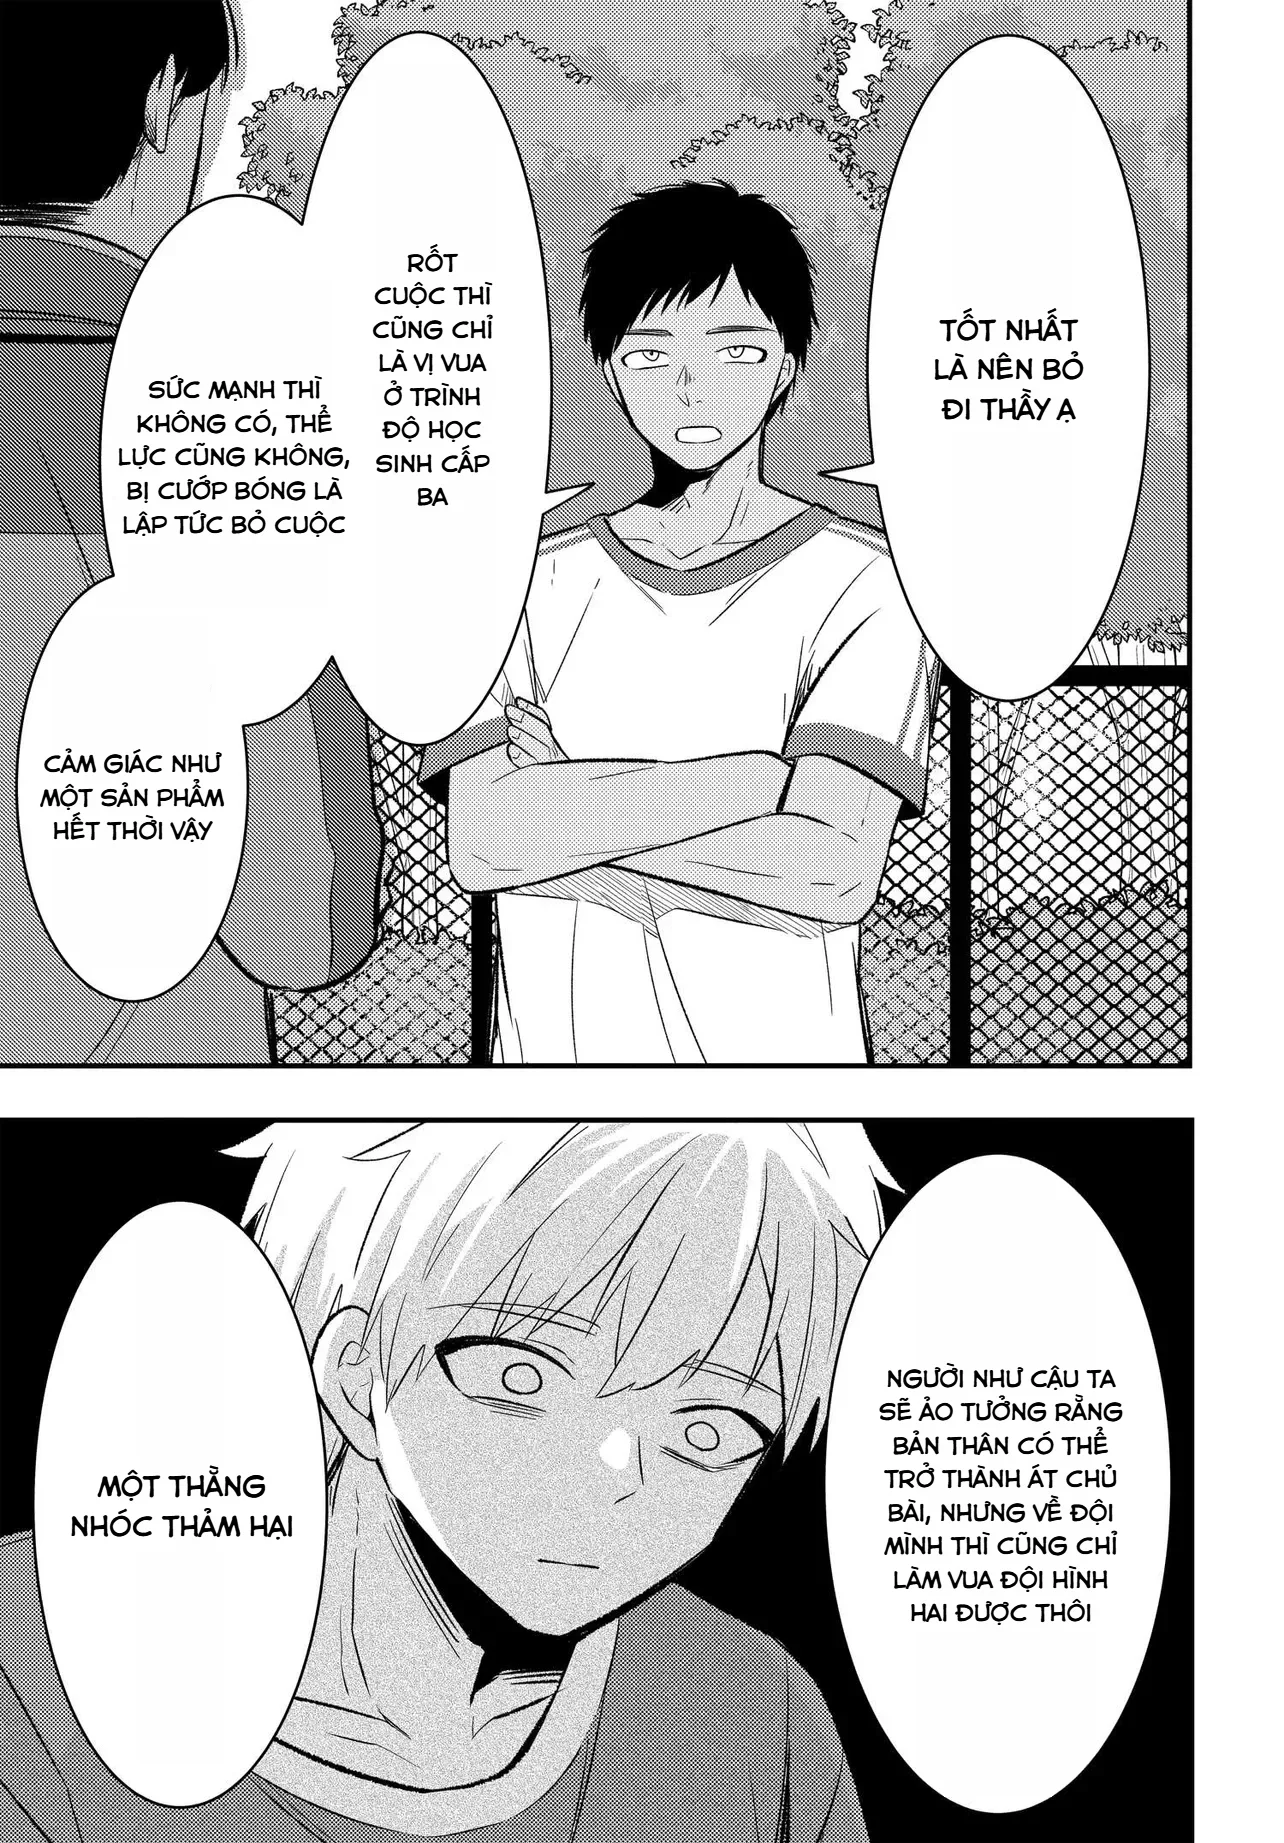 TỐT NHẤT
LÀ NÊN BỎ
ĐI THẦY Ạ
RỐT
CUỘC THÌ
CŨNG CHỈ
LÀ VỊ VUA
Ở TRÌNH
ĐỘ HỌC
SINH CẤP
BA
SỨC MẠNH THÌ
KHÔNG CÓ, THỂ
LỰC CŨNG KHÔNG,
BỊ CƯỚP BÓNG LÀ
LẬP TỨC BỎ CUỘC
CẢM GIÁC NHƯ
MỘT SẢN PHẨM
HẾT THỜI VẬY
NGƯỜI NHƯ CẬU TA
SẼ ẢO TƯỞNG RẰNG
BẢN THÂN CÓ THỂ
TRỞ THÀNH ÁT CHỦ
BÀI, NHƯNG VỀ ĐỘI
MÌNH THÌ CŨNG CHỈ
LÀM VUA ĐỘI HÌNH
HAI ĐƯỢC THÔI
MỘT THẰNG
NHÓC THẢM HẠI